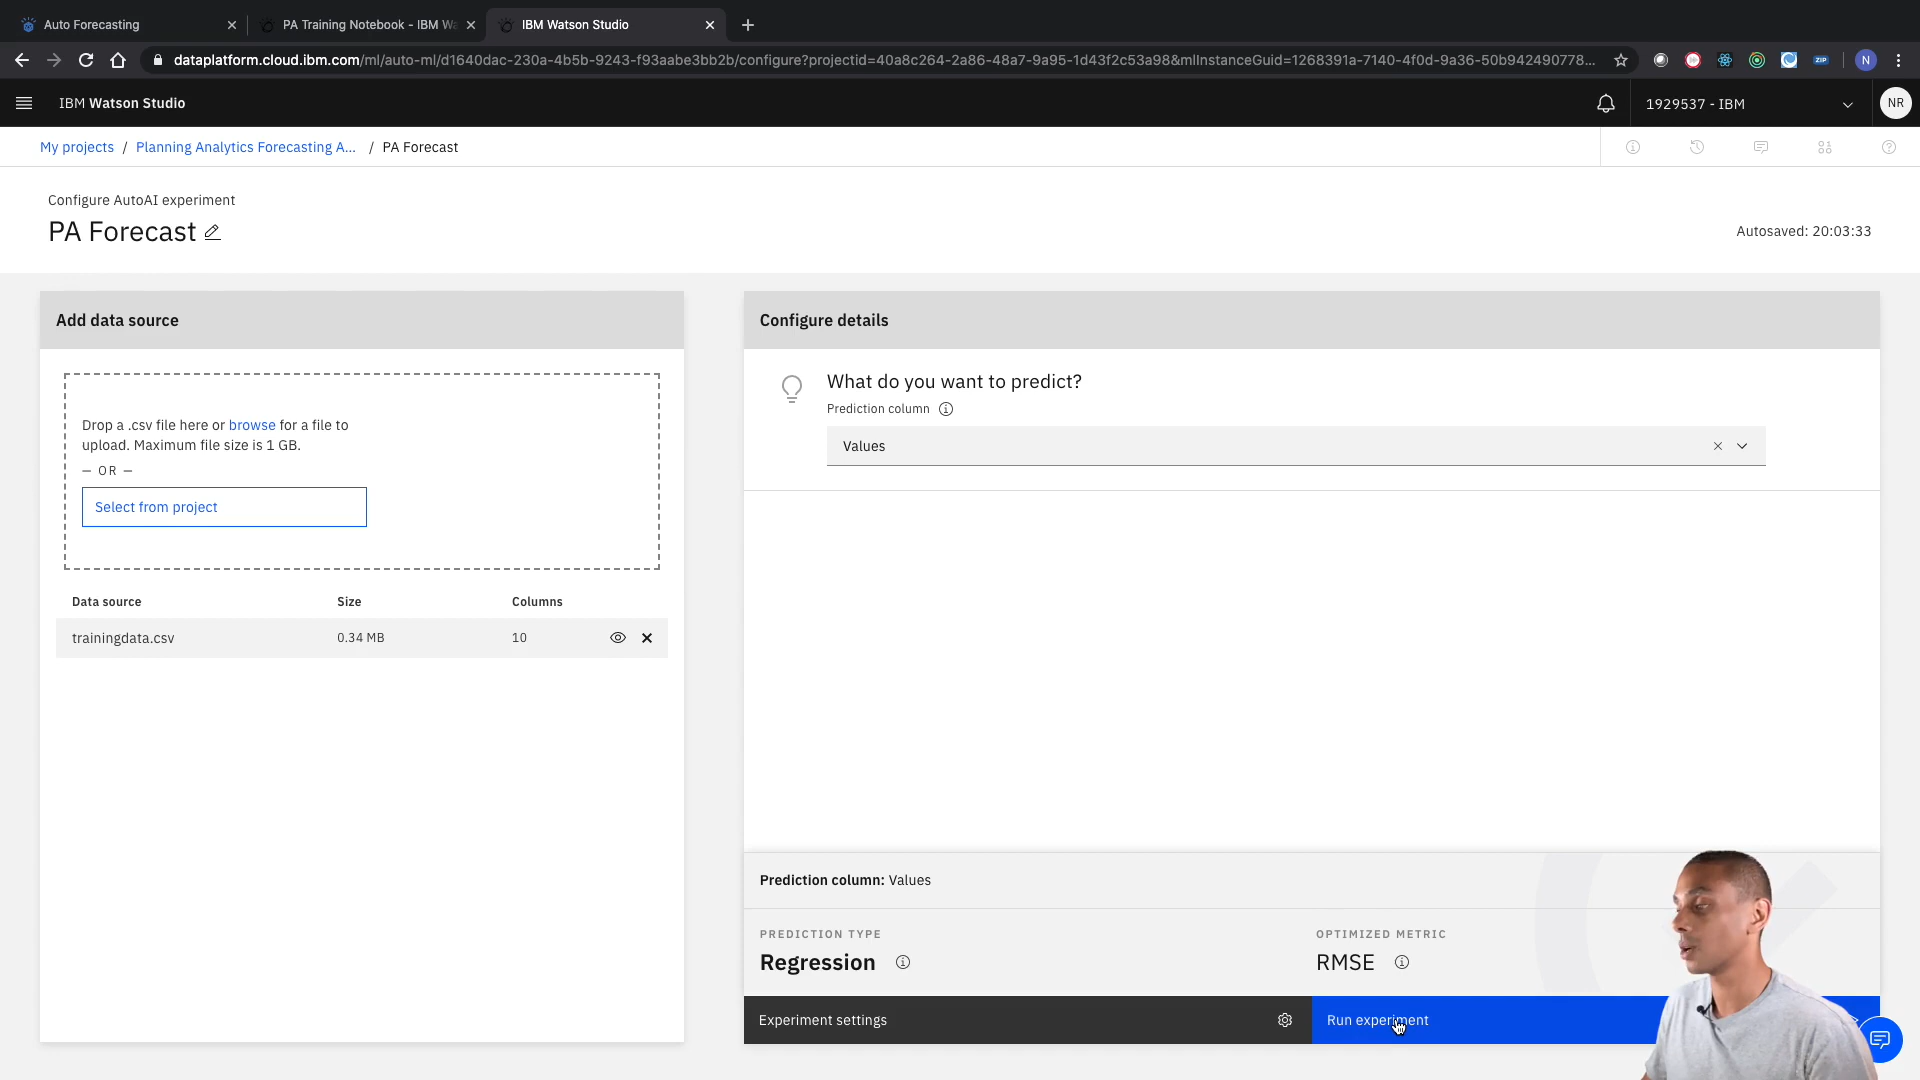 Auto Forecasting
PA Training Notebook - IBM Wa
IBM Watson Studio
dataplatform.cloud.ibm.com/ml/auto-ml/d1640dac-230a-4b5b-9243-f93aabe3bb2b/configure?projectid=40a8c264-2a86-48a7-9a95-1d43f2c53a98&mlInstanceGuid=1268391a-7140-4f0d-9a36-50b942490778...
ZIP
N
IBM Watson Studio
1929537 - IBM
NR
My projects / Planning Analytics Forecasting A... / PA Forecast
Configure AutoAI experiment
PA Forecast
Autosaved: 20:03:33
Add data source
Drop a .csv file here or browse for a file to
upload. Maximum file size is 1 GB.
— OR —
Select from project
Data source Size Columns
trainingdata.csv 0.34 MB 10
Configure details
What do you want to predict?
Prediction column
Values
Prediction column: Values
PREDICTION TYPE
Regression
OPTIMIZED METRIC
RMSE
Experiment settings
Run experiment